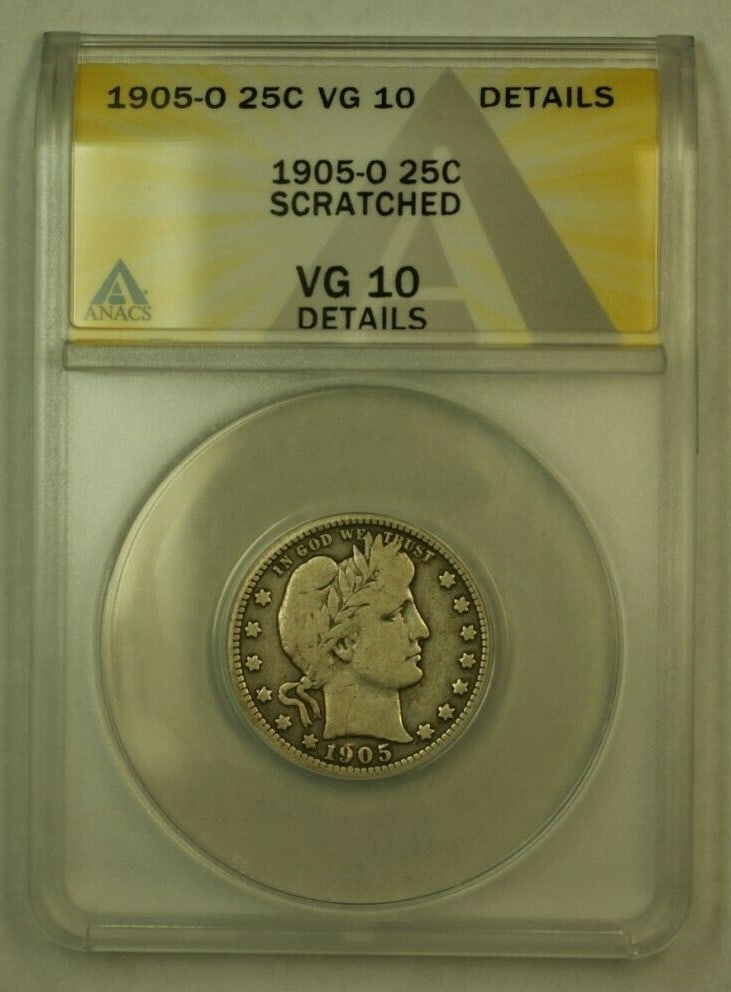 1905-O 25C VG 10 DETAILS
1905-O 25C
SCRATCHED
VG 10
DETAILS
ANACS
IN GOD WE TRUST
1905